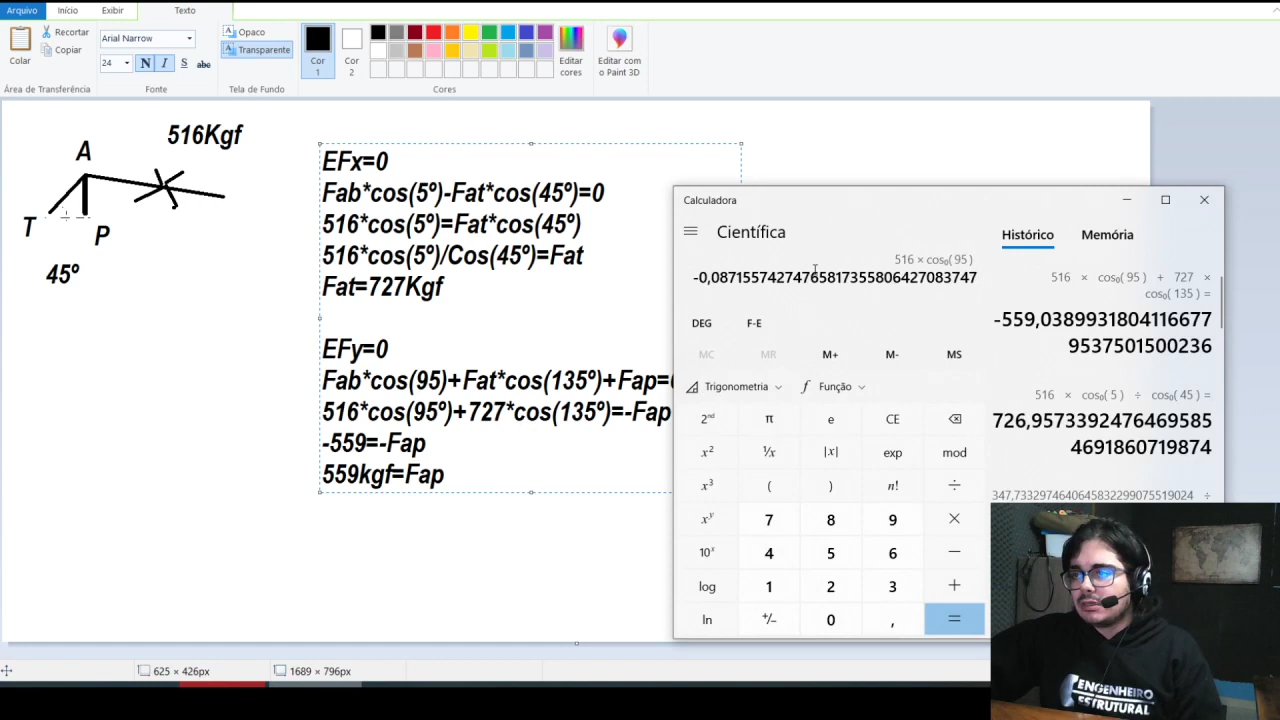 Arquivo
Início
Exibir
Texto
Colar
Recortar
Copiar
Área de Transferência
Arial Narrow
24
N I S abc
Fonte
Opaco
Transparente
Tela de Fundo
Cor 1
Cor 2
Editar cores
Cores
Editar com o Paint 3D
516Kgf
A
T
P
45º
EFx=0
Fab*cos(5º)-Fat*cos(45º)=0
516*cos(5º)=Fat*cos(45º)
516*cos(5º)/Cos(45º)=Fat
Fat=727Kgf
EFy=0
Fab*cos(95)+Fat*cos(135º)+Fap=
516*cos(95º)+727*cos(135º)=-Fap
-559=-Fap
559kgf=Fap
Calculadora
Científica
516 × cos₀( 95 )
-0,08715574274765817355806427083747
DEG
F-E
MC MR M+ M- MS
Trigonometria
f Função
2ⁿᵈ π e CE
x² ¹/x |x| exp mod
x³ ( ) n! ÷
xʸ 7 8 9 ×
10ˣ 4 5 6 −
log 1 2 3 +
ln +/− 0 , =
Histórico
Memória
516 × cos₀( 95 ) + 727 ×
cos₀( 135 ) =
-559,0389931804116677
9537501500236
516 × cos₀( 5 ) ÷ cos₀( 45 ) =
726,9573392476469585
4691860719874
347,7332974640645832299075519024 ÷
ENGENHEIRO
ESTRUTURAL
625 × 426px
1689 × 796px